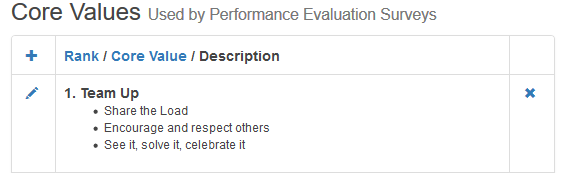 Core Values Used by Performance Evaluation Surveys
Rank / Core Value / Description
1. Team Up
• Share the Load
• Encourage and respect others
• See it, solve it, celebrate it